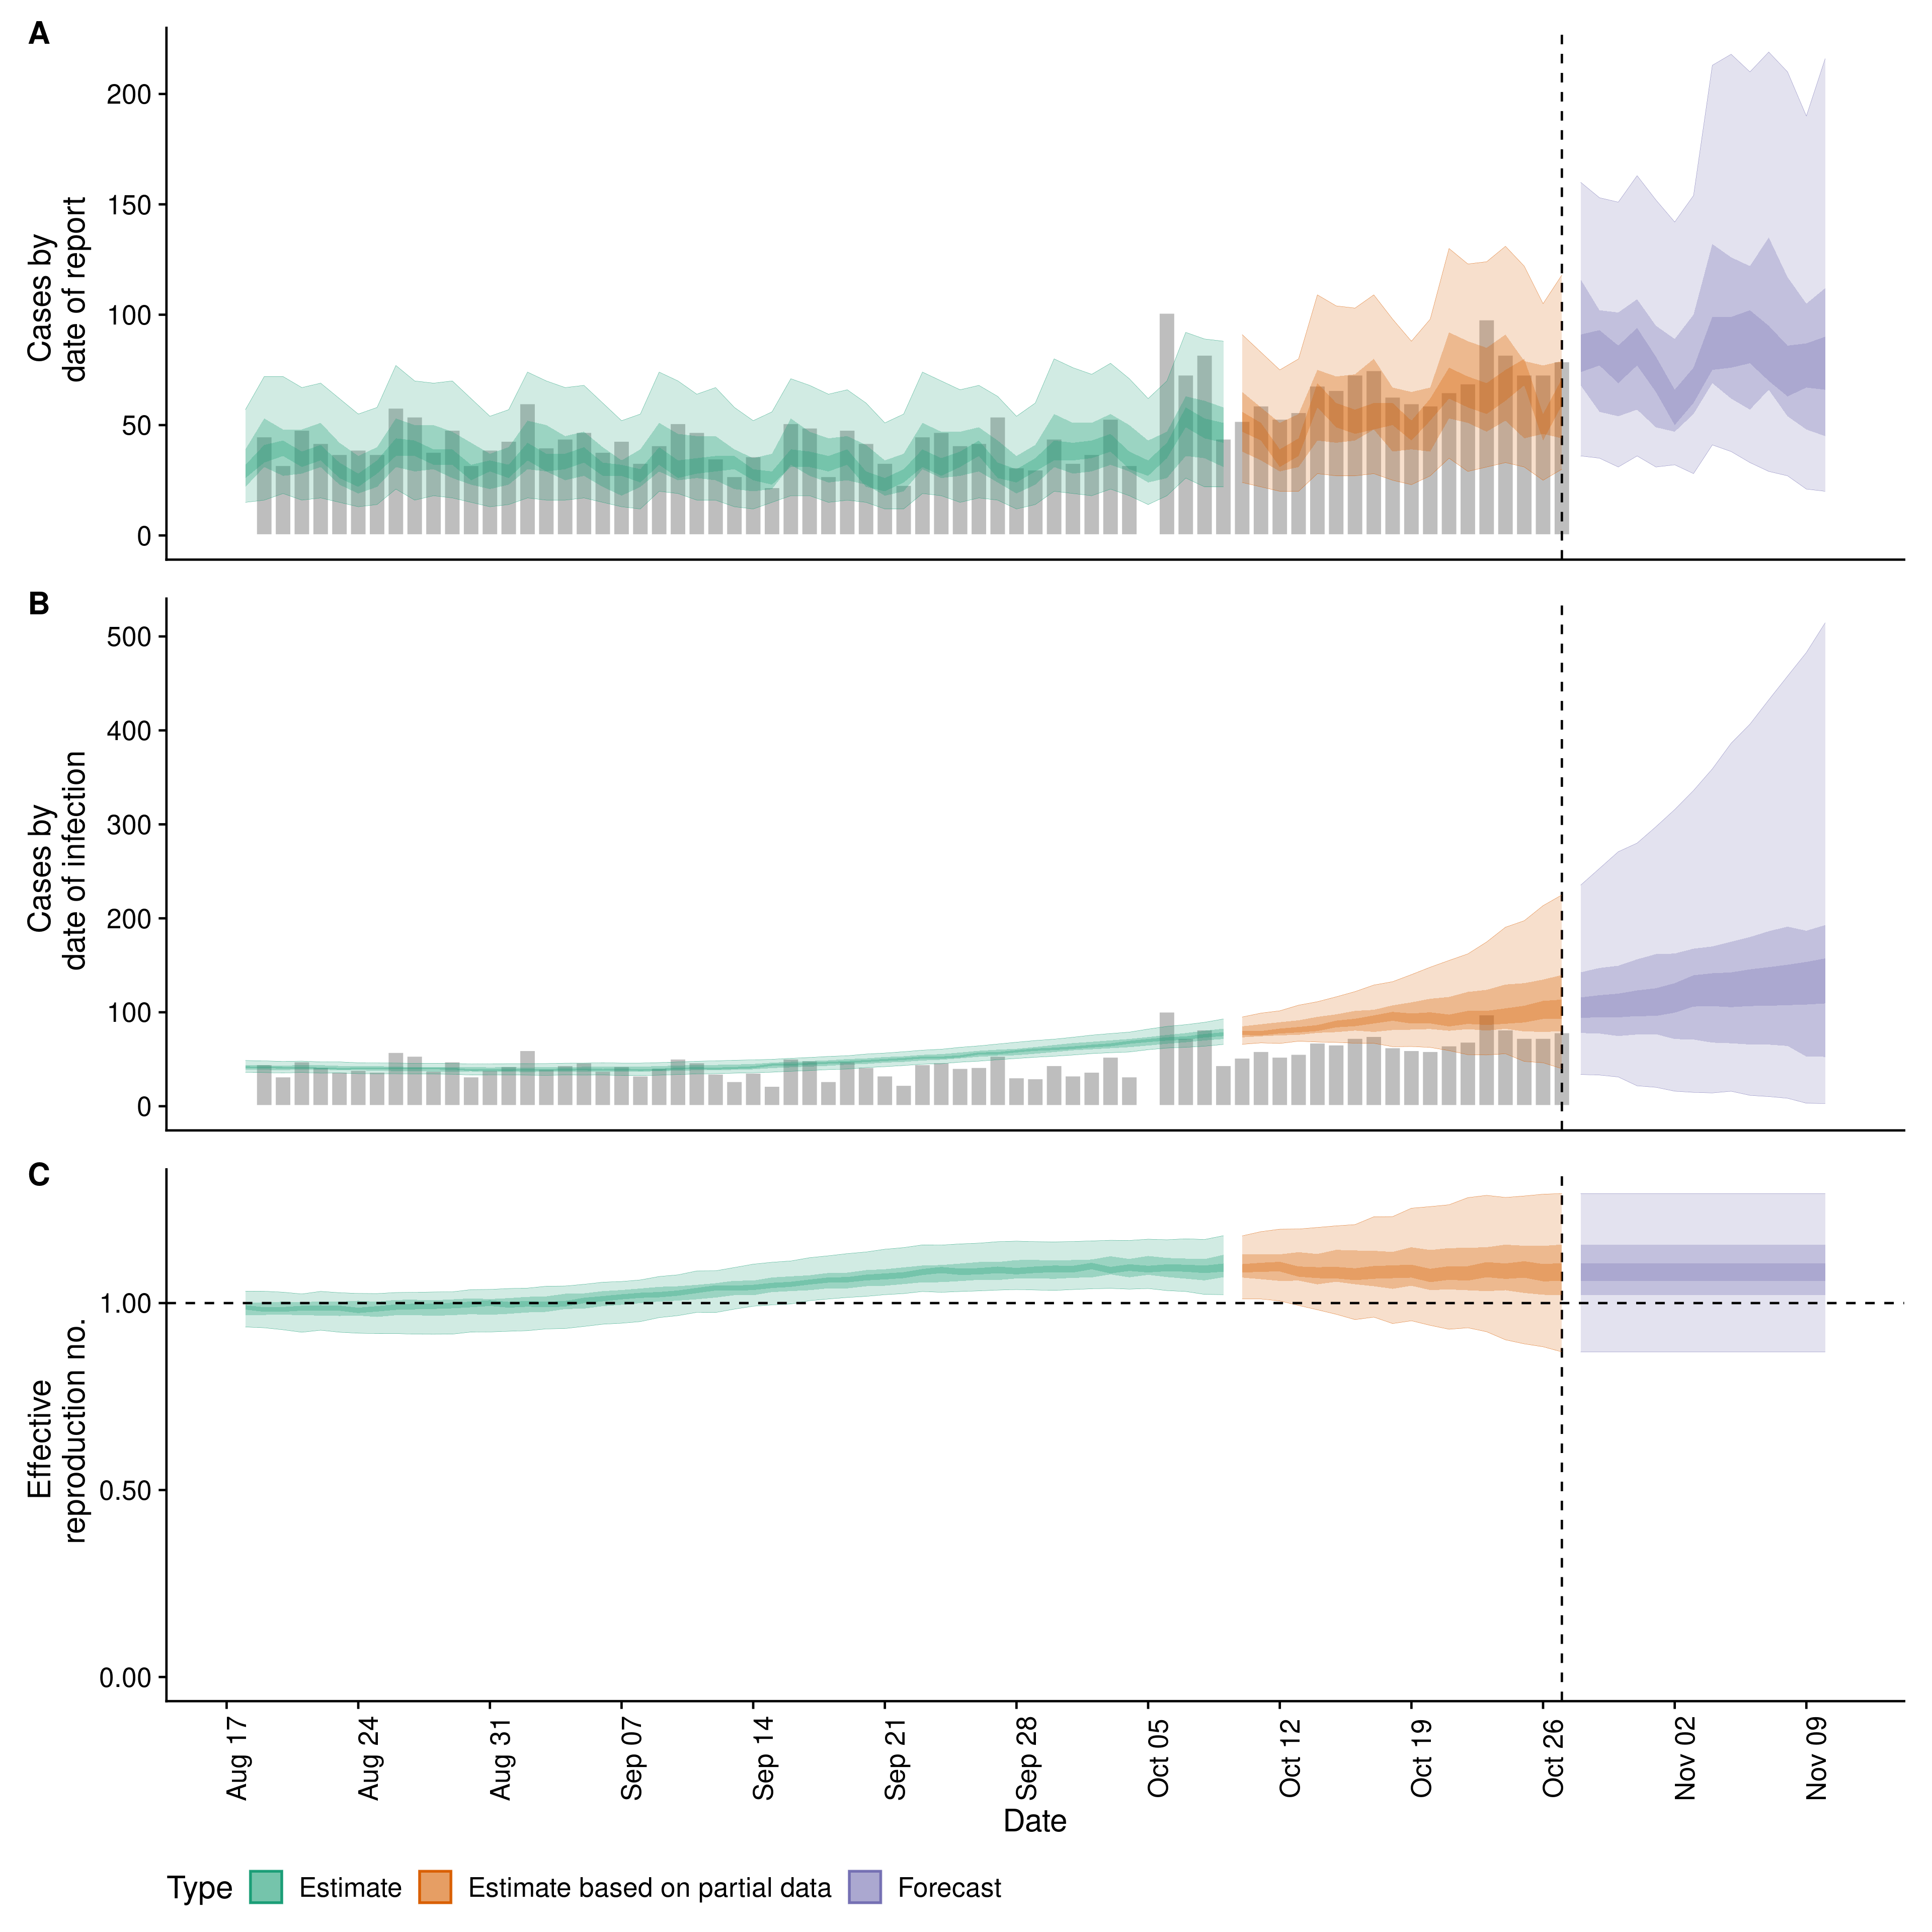 A
Cases by
date of report
200
150
100
50
0
B
Cases by
date of infection
500
400
300
200
100
0
C
Effective
reproduction no.
1.00
0.50
0.00
Aug 17
Aug 24
Aug 31
Sep 07
Sep 14
Sep 21
Sep 28
Oct 05
Oct 12
Oct 19
Oct 26
Nov 02
Nov 09
Date
Type Estimate Estimate based on partial data Forecast